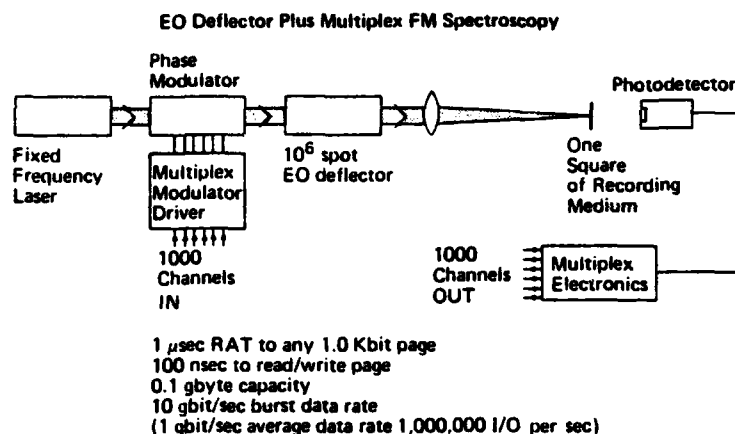 EO Deflector Plus Multiplex FM Spectroscopy
Phase
Modulator
Photodetector
Fixed
Frequency
Laser
Multiplex
Modulator
Driver
10⁶ spot
EO deflector
One
Square
of Recording
Medium
1000
Channels
IN
1000
Channels
OUT
Multiplex
Electronics
1 μsec RAT to any 1.0 Kbit page
100 nsec to read/write page
0.1 gbyte capacity
10 gbit/sec burst data rate
(1 gbit/sec average data rate 1,000,000 I/O per sec)